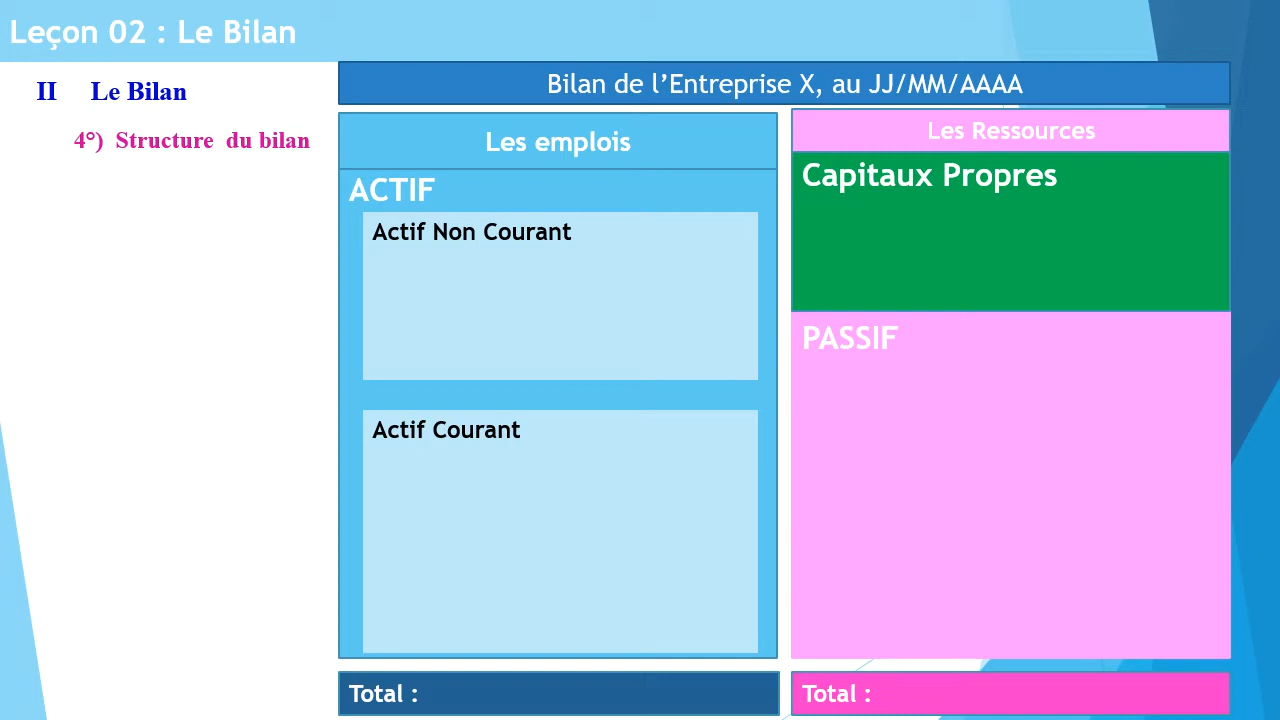 Leçon 02 : Le Bilan
II Le Bilan
4°) Structure du bilan
Bilan de l’Entreprise X, au JJ/MM/AAAA
Les emplois
ACTIF
Actif Non Courant
Actif Courant
Total :
Les Ressources
Capitaux Propres
PASSIF
Total :